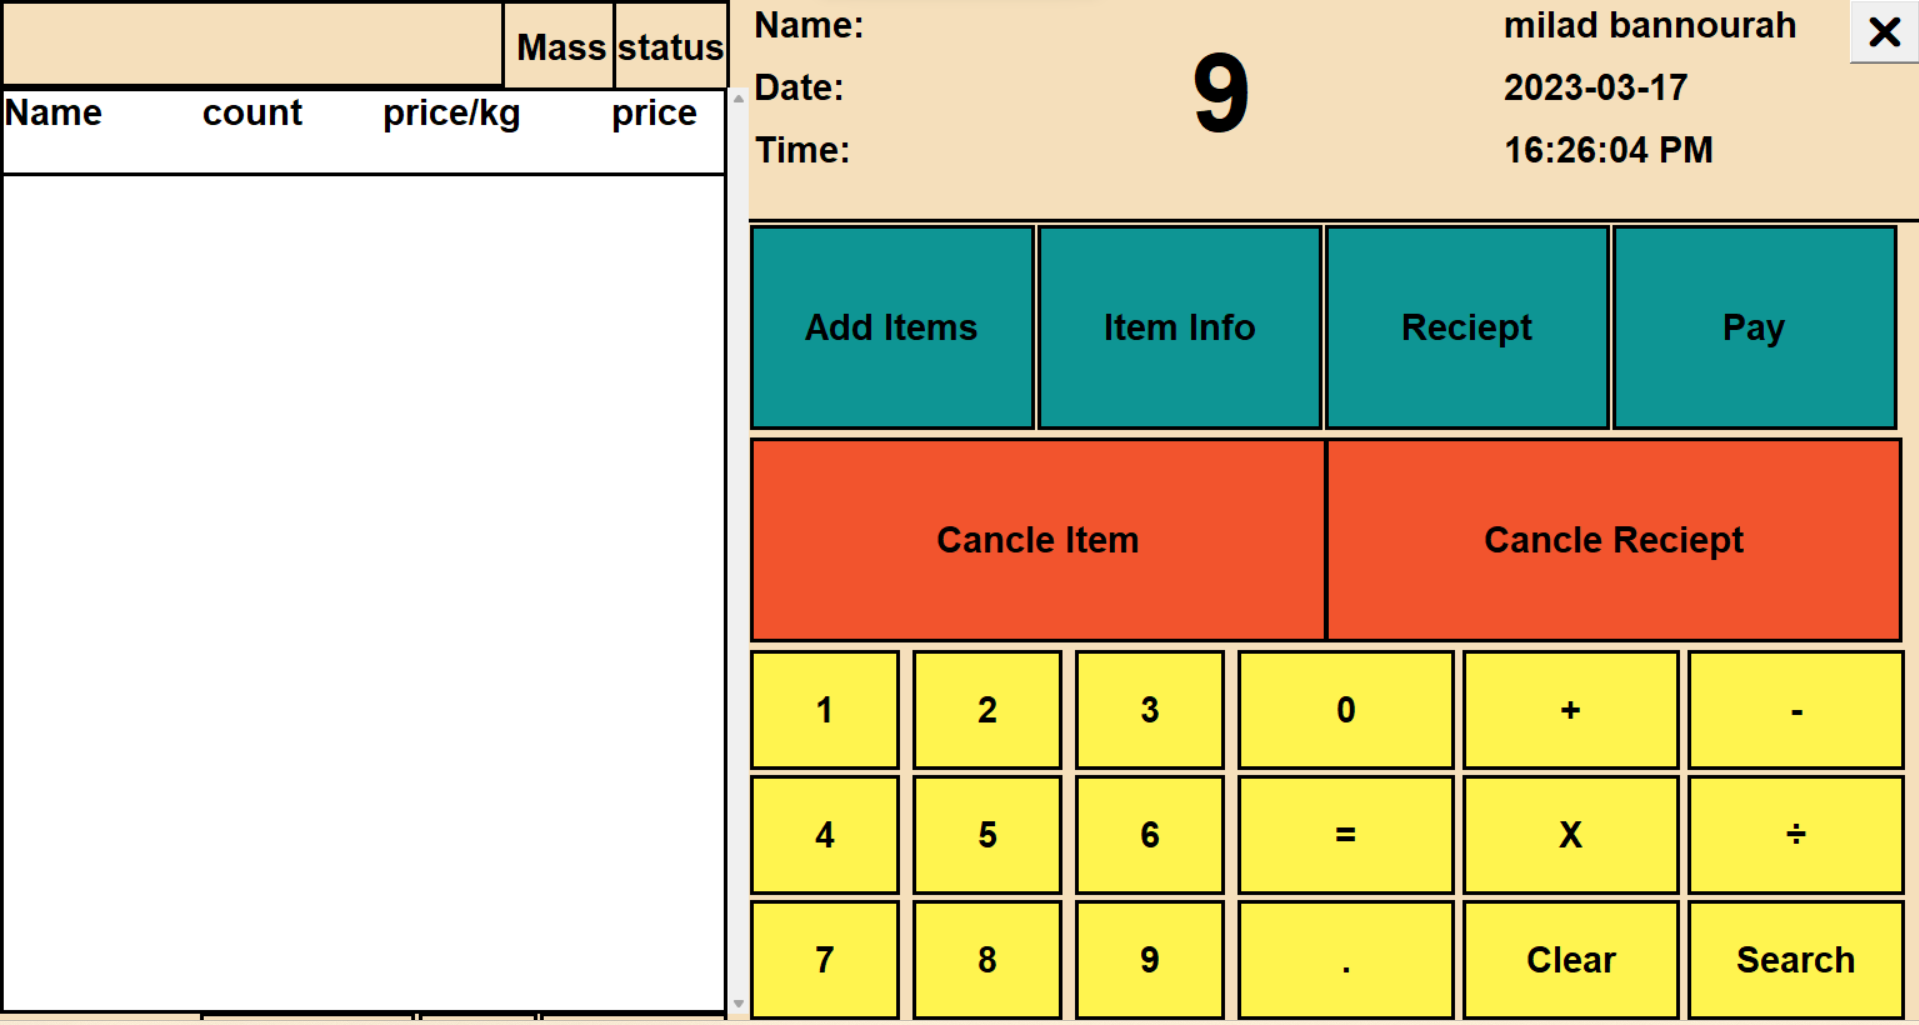 Mass status
Name count price/kg price
Name: milad bannourah
9
Date: 2023-03-17
Time: 16:26:04 PM
Add Items Item Info Reciept Pay
Cancle Item Cancle Reciept
1 2 3 0 + -
4 5 6 = X ÷
7 8 9 . Clear Search